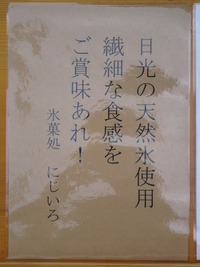 日光の天然氷使用
繊細な食感を
ご賞味あれ！
氷菓処 にじいろ